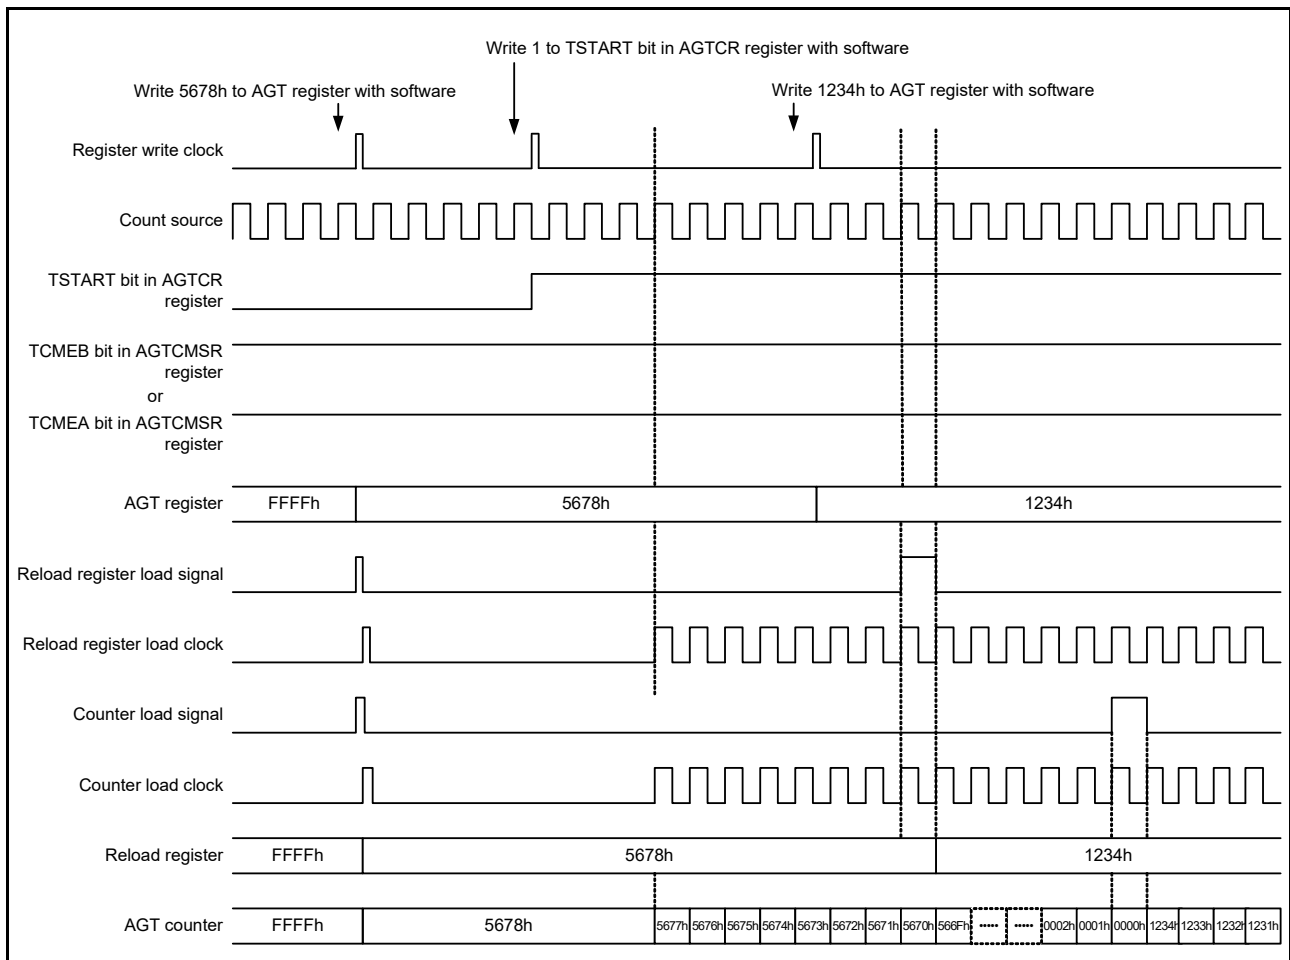 Write 1 to TSTART bit in AGTCR register with software
Write 5678h to AGT register with software
Write 1234h to AGT register with software
Register write clock
Count source
TSTART bit in AGTCR
register
TCMEB bit in AGTCMSR
register
or
TCMEA bit in AGTCMSR
register
AGT register FFFFh 5678h 1234h
Reload register load signal
Reload register load clock
Counter load signal
Counter load clock
Reload register FFFFh 5678h 1234h
AGT counter FFFFh 5678h 5677h 5676h 5675h 5674h 5673h 5672h 5671h 5670h 566Fh ..... ..... 0002h 0001h 0000h 1234h 1233h 1232h 1231h